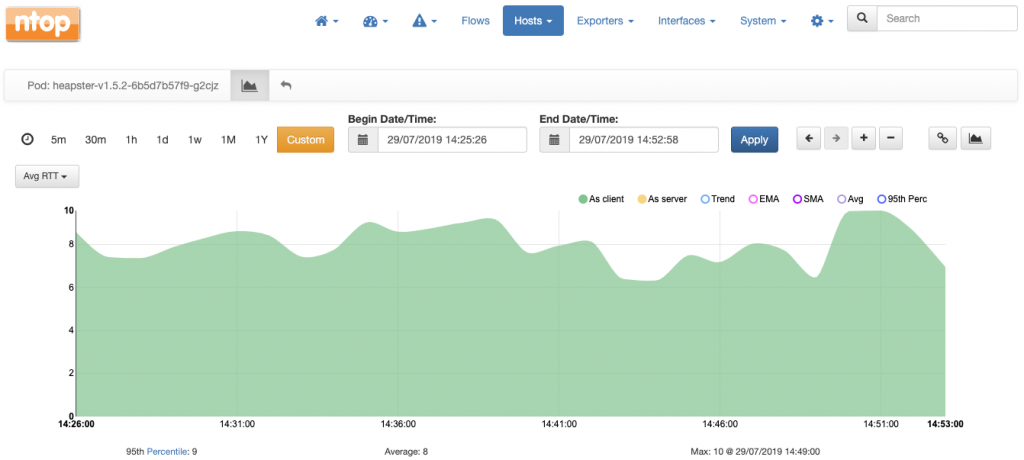 ntop
Flows Hosts Exporters Interfaces System Search
Pod: heapster-v1.5.2-6b5d7b57f9-g2cjz
Begin Date/Time: End Date/Time:
5m 30m 1h 1d 1w 1M 1Y Custom 29/07/2019 14:25:26 29/07/2019 14:52:58 Apply
Avg RTT
As client As server Trend EMA SMA Avg 95th Perc
10
8
6
4
2
0
14:26:00 14:31:00 14:36:00 14:41:00 14:46:00 14:51:00 14:53:00
95th Percentile: 9 Average: 8 Max: 10 @ 29/07/2019 14:49:00